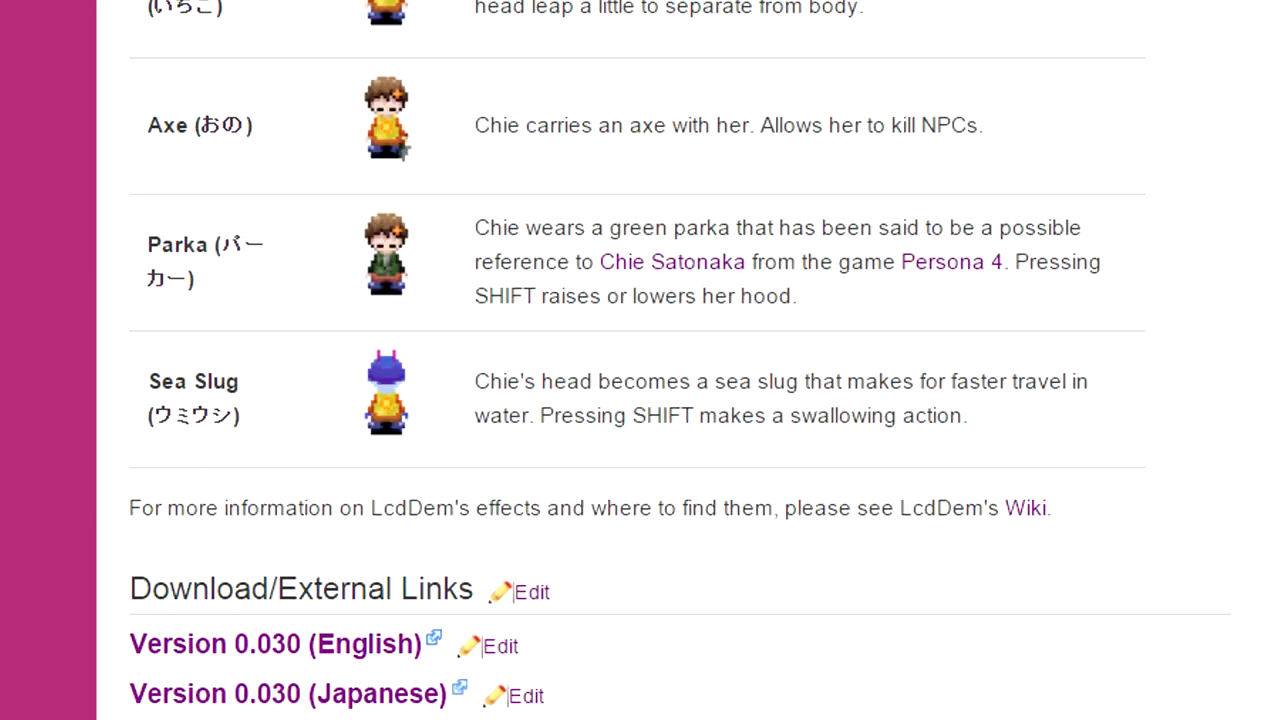 (いちご)
head leap a little to separate from body.
Axe (おの)
Chie carries an axe with her. Allows her to kill NPCs.
Parka (パー
カー)
Chie wears a green parka that has been said to be a possible
reference to Chie Satonaka from the game Persona 4. Pressing
SHIFT raises or lowers her hood.
Sea Slug
(ウミウシ)
Chie's head becomes a sea slug that makes for faster travel in
water. Pressing SHIFT makes a swallowing action.
For more information on LcdDem's effects and where to find them, please see LcdDem's Wiki.
Download/External Links Edit
Version 0.030 (English) Edit
Version 0.030 (Japanese) Edit